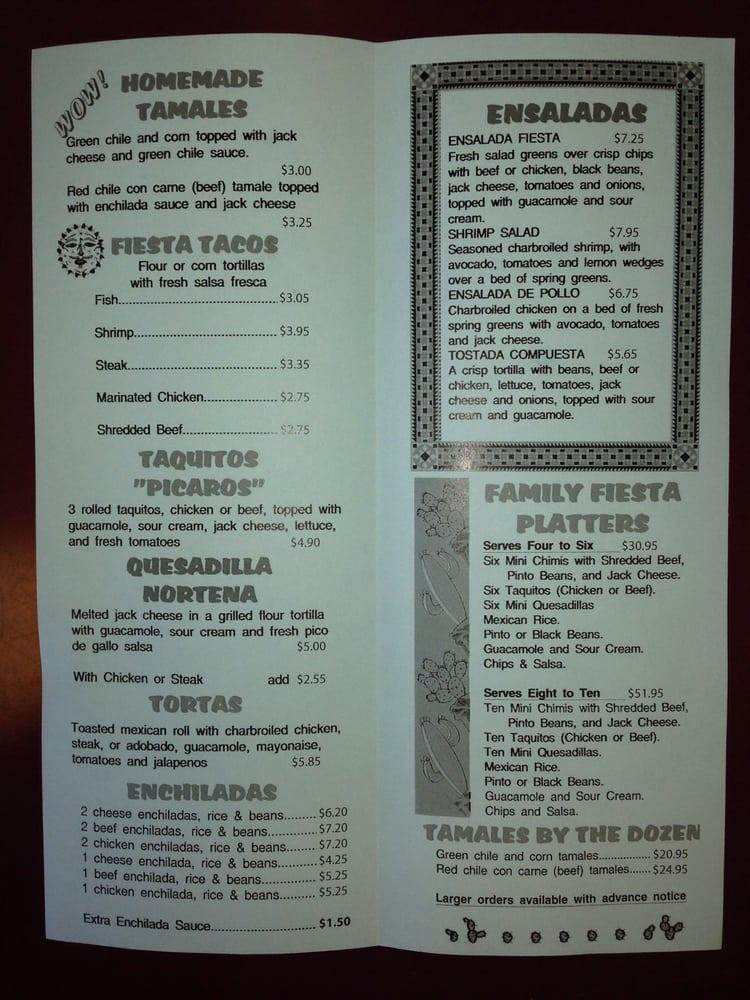 WOW!
HOMEMADE
TAMALES
Green chile and corn topped with jack
cheese and green chile sauce.
$3.00
Red chile con carne (beef) tamale topped
with enchilada sauce and jack cheese
$3.25
FIESTA TACOS
Flour or corn tortillas
with fresh salsa fresca
Fish..........................................$3.05
Shrimp......................................$3.95
Steak........................................$3.35
Marinated Chicken...................$2.75
Shredded Beef.........................$2.75
TAQUITOS
"PICAROS"
3 rolled taquitos, chicken or beef, topped with
guacamole, sour cream, jack cheese, lettuce,
and fresh tomatoes $4.90
QUESADILLA
NORTENA
Melted jack cheese in a grilled flour tortilla
with guacamole, sour cream and fresh pico
de gallo salsa $5.00
With Chicken or Steak add $2.55
TORTAS
Toasted mexican roll with charbroiled chicken,
steak, or adobado, guacamole, mayonaise,
tomatoes and jalapenos $5.85
ENCHILADAS
2 cheese enchiladas, rice & beans.........$6.20
2 beef enchiladas, rice & beans.............$7.20
2 chicken enchiladas, rice & beans........$7.20
1 cheese enchilada, rice & beans..........$4.25
1 beef enchilada, rice & beans..............$5.25
1 chicken enchilada, rice & beans.........$5.25
Extra Enchilada Sauce..........................$1.50
ENSALADAS
ENSALADA FIESTA $7.25
Fresh salad greens over crisp chips
with beef or chicken, black beans,
jack cheese, tomatoes and onions,
topped with guacamole and sour
cream.
SHRIMP SALAD $7.95
Seasoned charbroiled shrimp, with
avocado, tomatoes and lemon wedges
over a bed of spring greens.
ENSALADA DE POLLO $6.75
Charbroiled chicken on a bed of fresh
spring greens with avocado, tomatoes
and jack cheese.
TOSTADA COMPUESTA $5.65
A crisp tortilla with beans, beef or
chicken, lettuce, tomatoes, jack
cheese and onions, topped with sour
cream and guacamole.
FAMILY FIESTA
PLATTERS
Serves Four to Six $30.95
Six Mini Chimis with Shredded Beef,
Pinto Beans, and Jack Cheese.
Six Taquitos (Chicken or Beef).
Six Mini Quesadillas
Mexican Rice.
Pinto or Black Beans.
Guacamole and Sour Cream.
Chips & Salsa.
Serves Eight to Ten $51.95
Ten Mini Chimis with Shredded Beef,
Pinto Beans, and Jack Cheese.
Ten Taquitos (Chicken or Beef).
Ten Mini Quesadillas.
Mexican Rice.
Pinto or Black Beans.
Guacamole and Sour Cream.
Chips and Salsa.
TAMALES BY THE DOZEN
Green chile and corn tamales.................$20.95
Red chile con carne (beef) tamales.......$24.95
Larger orders available with advance notice